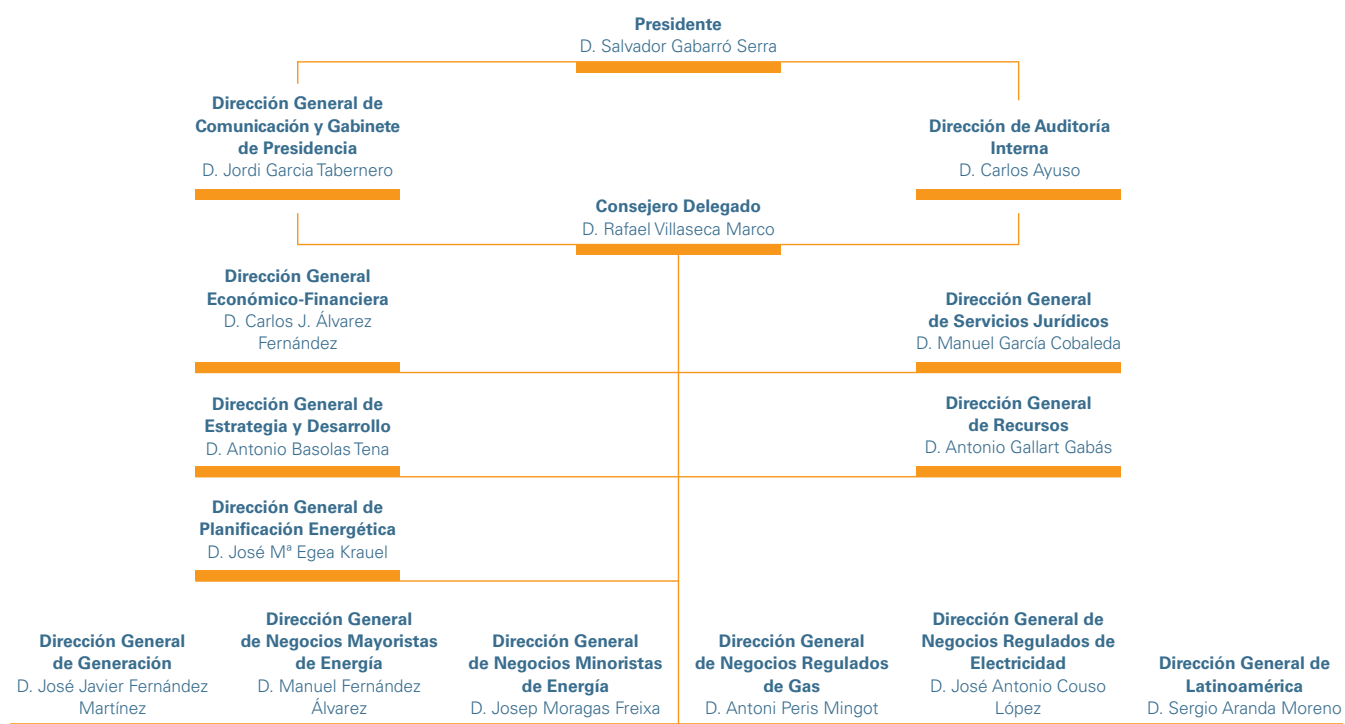 Presidente
D. Salvador Gabarró Serra
Dirección General de
Comunicación y Gabinete
de Presidencia
D. Jordi Garcia Tabernero
Dirección de Auditoría
Interna
D. Carlos Ayuso
Consejero Delegado
D. Rafael Villaseca Marco
Dirección General
Económico-Financiera
D. Carlos J. Álvarez
Fernández
Dirección General
de Servicios Jurídicos
D. Manuel García Cobaleda
Dirección General de
Estrategia y Desarrollo
D. Antonio Basolas Tena
Dirección General
de Recursos
D. Antonio Gallart Gabás
Dirección General de
Planificación Energética
D. José Mª Egea Krauel
Dirección General
de Generación
D. José Javier Fernández
Martínez
Dirección General
de Negocios Mayoristas
de Energía
D. Manuel Fernández
Álvarez
Dirección General
de Negocios Minoristas
de Energía
D. Josep Moragas Freixa
Dirección General
de Negocios Regulados
de Gas
D. Antoni Peris Mingot
Dirección General de
Negocios Regulados de
Electricidad
D. José Antonio Couso
López
Dirección General de
Latinoamérica
D. Sergio Aranda Moreno